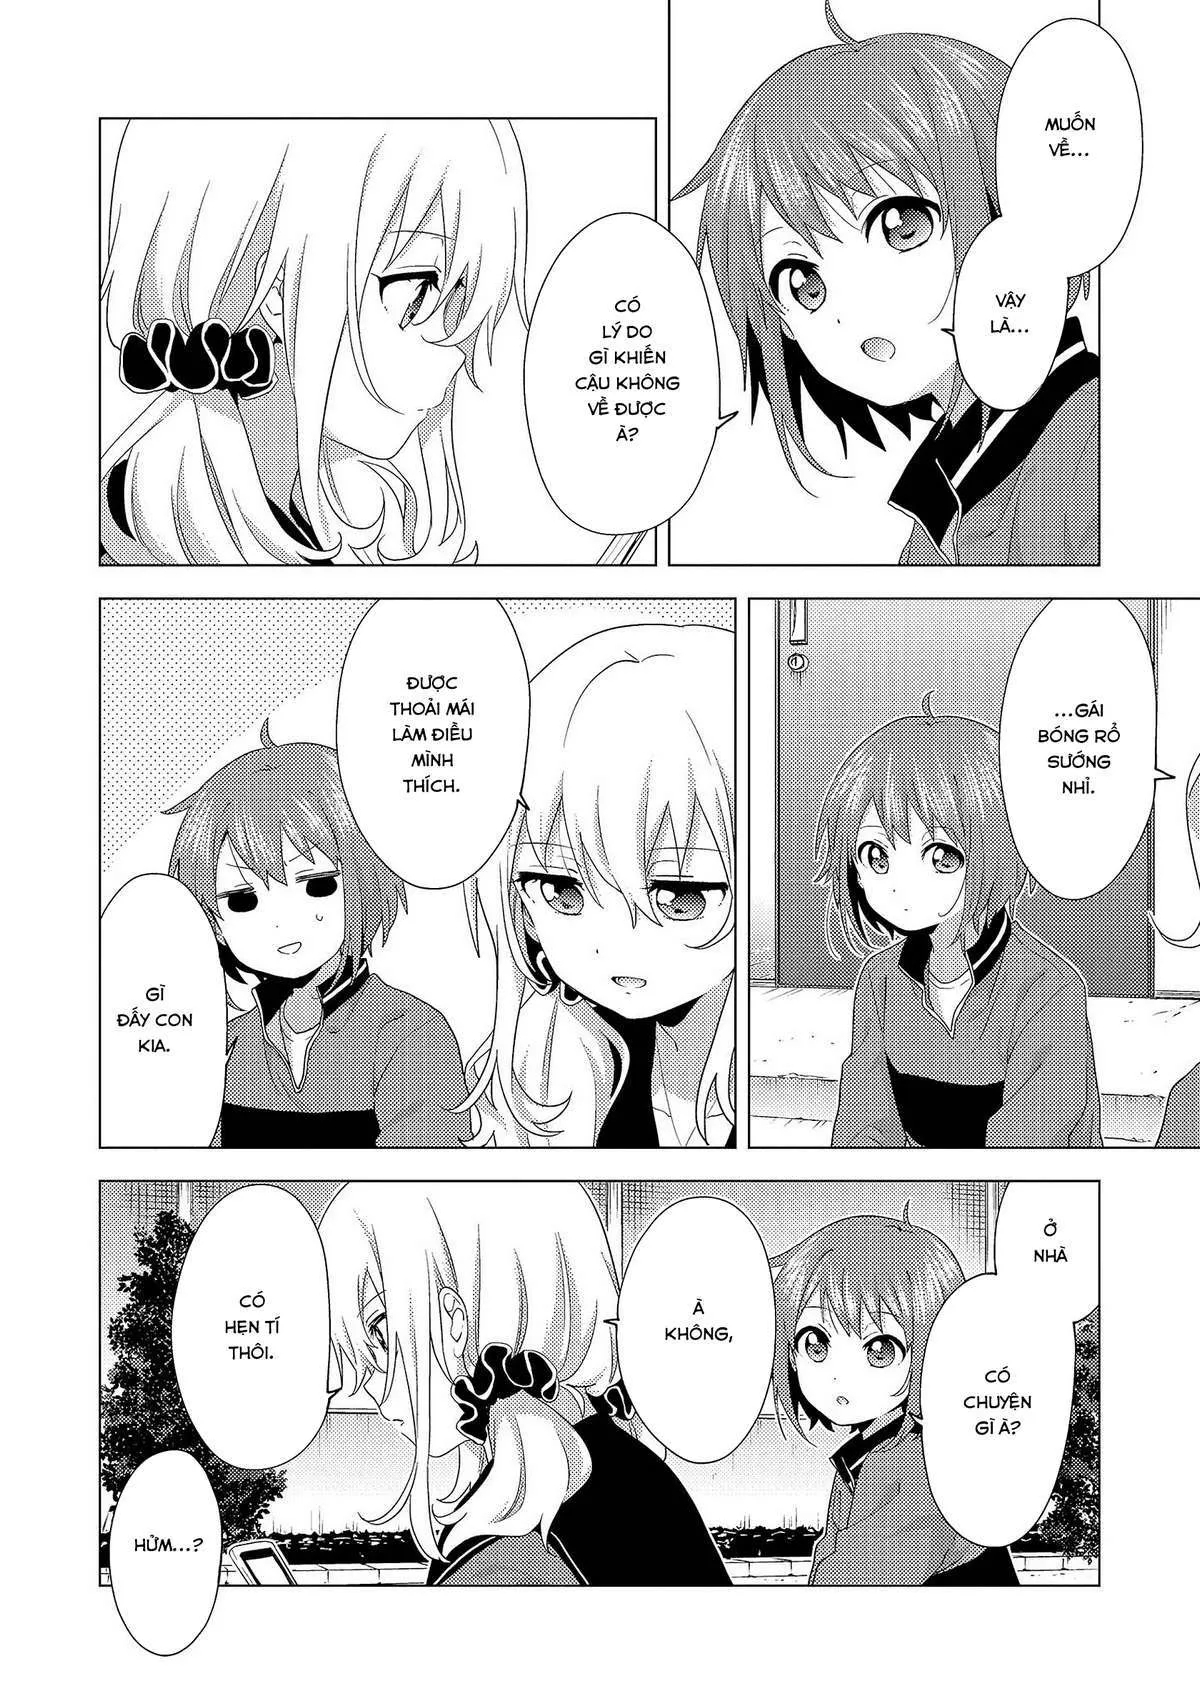 MUỐN
VỀ...
VẬY
LÀ...
CÓ
LÝ DO
GÌ KHIẾN
CẬU KHÔNG
VỀ ĐƯỢC
À?
...GÁI
BÓNG RỔ
SƯỚNG
NHỈ.
ĐƯỢC
THOẢI MÁI
LÀM ĐIỀU
MÌNH
THÍCH.
GÌ
ĐẤY CON
KIA.
Ở
NHÀ
CÓ
CHUYỆN
GÌ À?
À
KHÔNG,
CÓ
HẸN TÍ
THÔI.
HỬM...?